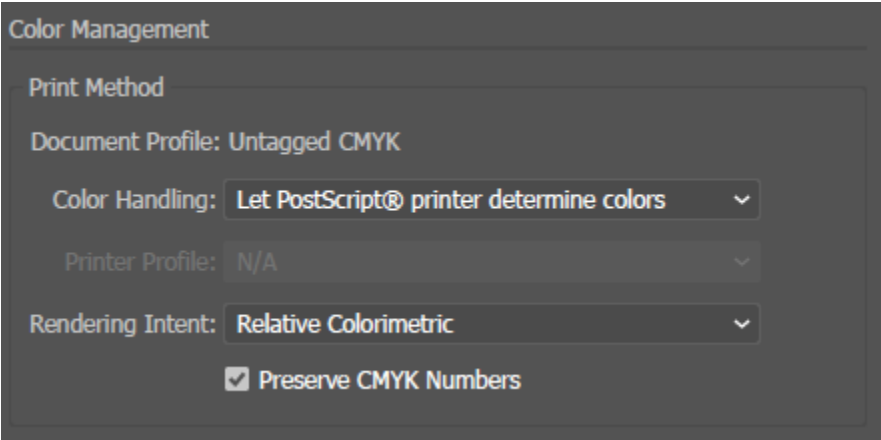 Color Management
Print Method
Document Profile: Untagged CMYK
Color Handling: Let PostScript® printer determine colors
Printer Profile: N/A
Rendering Intent: Relative Colorimetric
Preserve CMYK Numbers